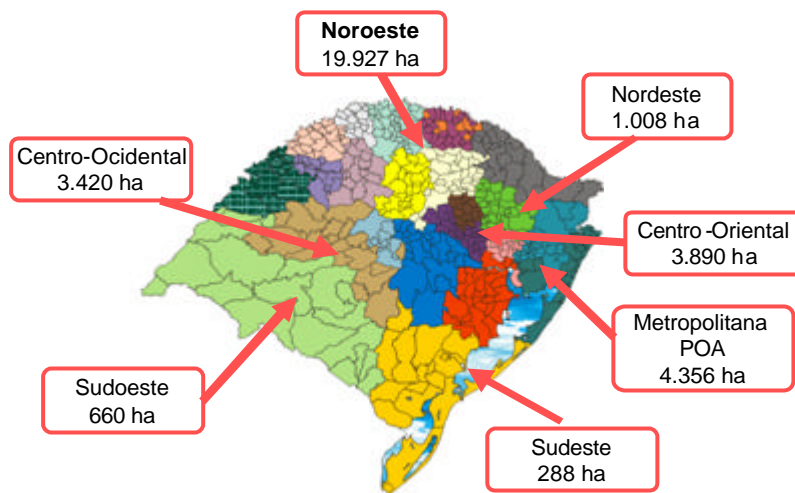 Noroeste
19.927 ha
Nordeste
1.008 ha
Centro-Ocidental
3.420 ha
Centro-Oriental
3.890 ha
Metropolitana
POA
4.356 ha
Sudoeste
660 ha
Sudeste
288 ha